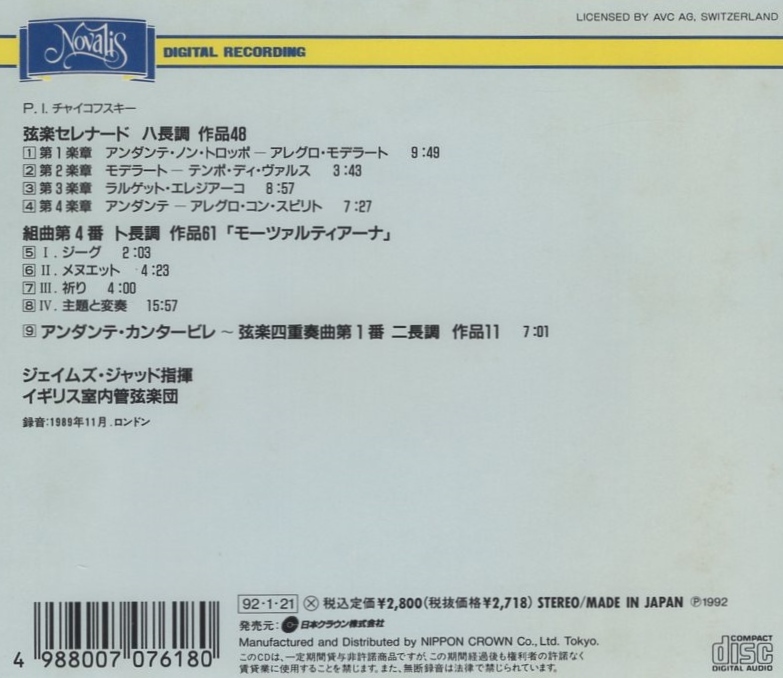 LICENSED BY AVC AG, SWITZERLAND
Novalis
DIGITAL RECORDING
P. I. チャイコフスキー
弦楽セレナード ハ長調 作品48
1 第1楽章 アンダンテ・ノン・トロッポ — アレグロ・モデラート 9:49
2 第2楽章 モデラート — テンポ・ディ・ヴァルス 3:43
3 第3楽章 ラルゲット・エレジアーコ 8:57
4 第4楽章 アンダンテ — アレグロ・コン・スピリト 7:27
組曲第4番 ト長調 作品61「モーツァルティアーナ」
5 I. ジーグ 2:03
6 II. メヌエット 4:23
7 III. 祈り 4:00
8 IV. 主題と変奏 15:57
9 アンダンテ・カンタービレ ~ 弦楽四重奏曲第1番 ニ長調 作品11 7:01
ジェイムズ・ジャッド指揮
イギリス室内管弦楽団
録音:1989年11月.ロンドン
92・1・21 Ⓧ 税込定価¥2,800(税抜価格¥2,718) STEREO/MADE IN JAPAN Ⓟ1992
発売元: 日本クラウン株式会社
Manufactured and Distributed by NIPPON CROWN Co., Ltd. Tokyo.
このCDは、一定期間貸与非許諾商品ですが、この期間経過後も権利者の許諾なく
賃貸業に使用することを禁じます。また、無断録音は法律で禁じられています。
4 988007 076180
COMPACT
disc
DIGITAL AUDIO